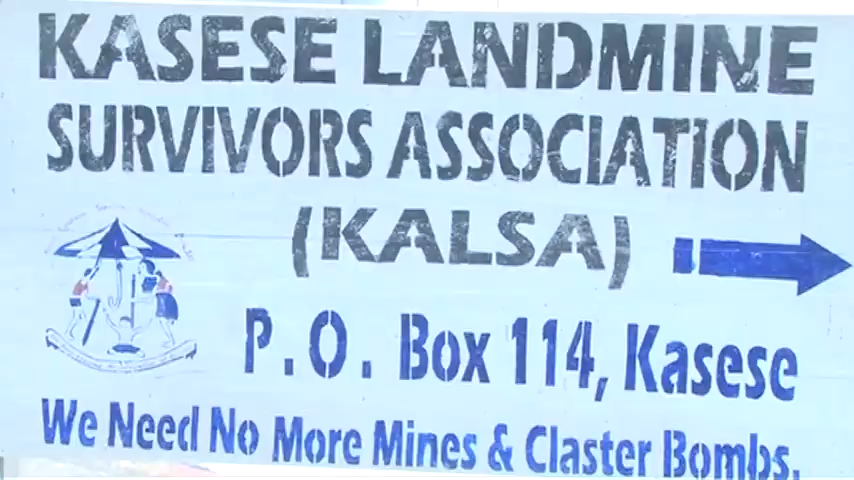 KASESE LANDMINE
SURVIVORS ASSOCIATION
(KALSA)
P.O. Box 114, Kasese
We Need No More Mines & Claster Bombs.